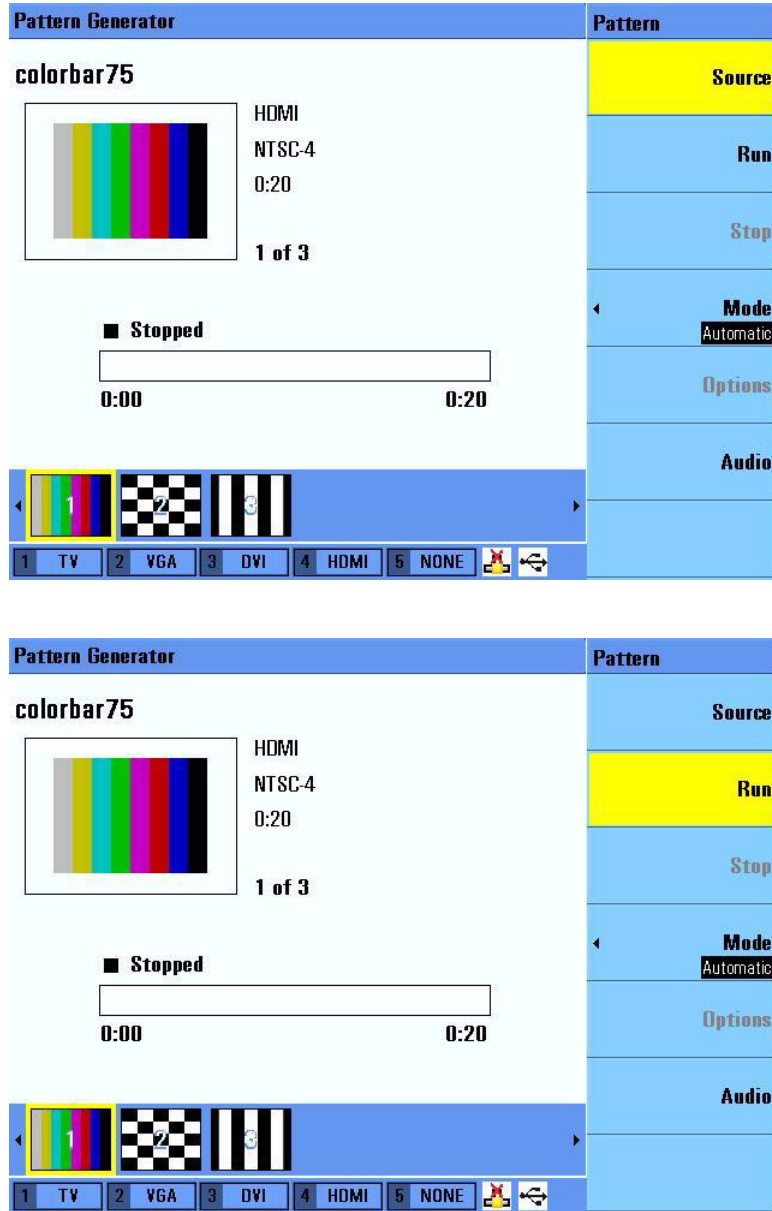 Pattern Generator
colorbar75
HDMI
NTSC-4
0:20
1 of 3
Stopped
0:00 0:20
1 2 3
1 TV 2 VGA 3 DVI 4 HDMI 5 NONE
Pattern
Source
Run
Stop
Mode
Automatic
Options
Audio
Pattern Generator
colorbar75
HDMI
NTSC-4
0:20
1 of 3
Stopped
0:00 0:20
1 2 3
1 TV 2 VGA 3 DVI 4 HDMI 5 NONE
Pattern
Source
Run
Stop
Mode
Automatic
Options
Audio